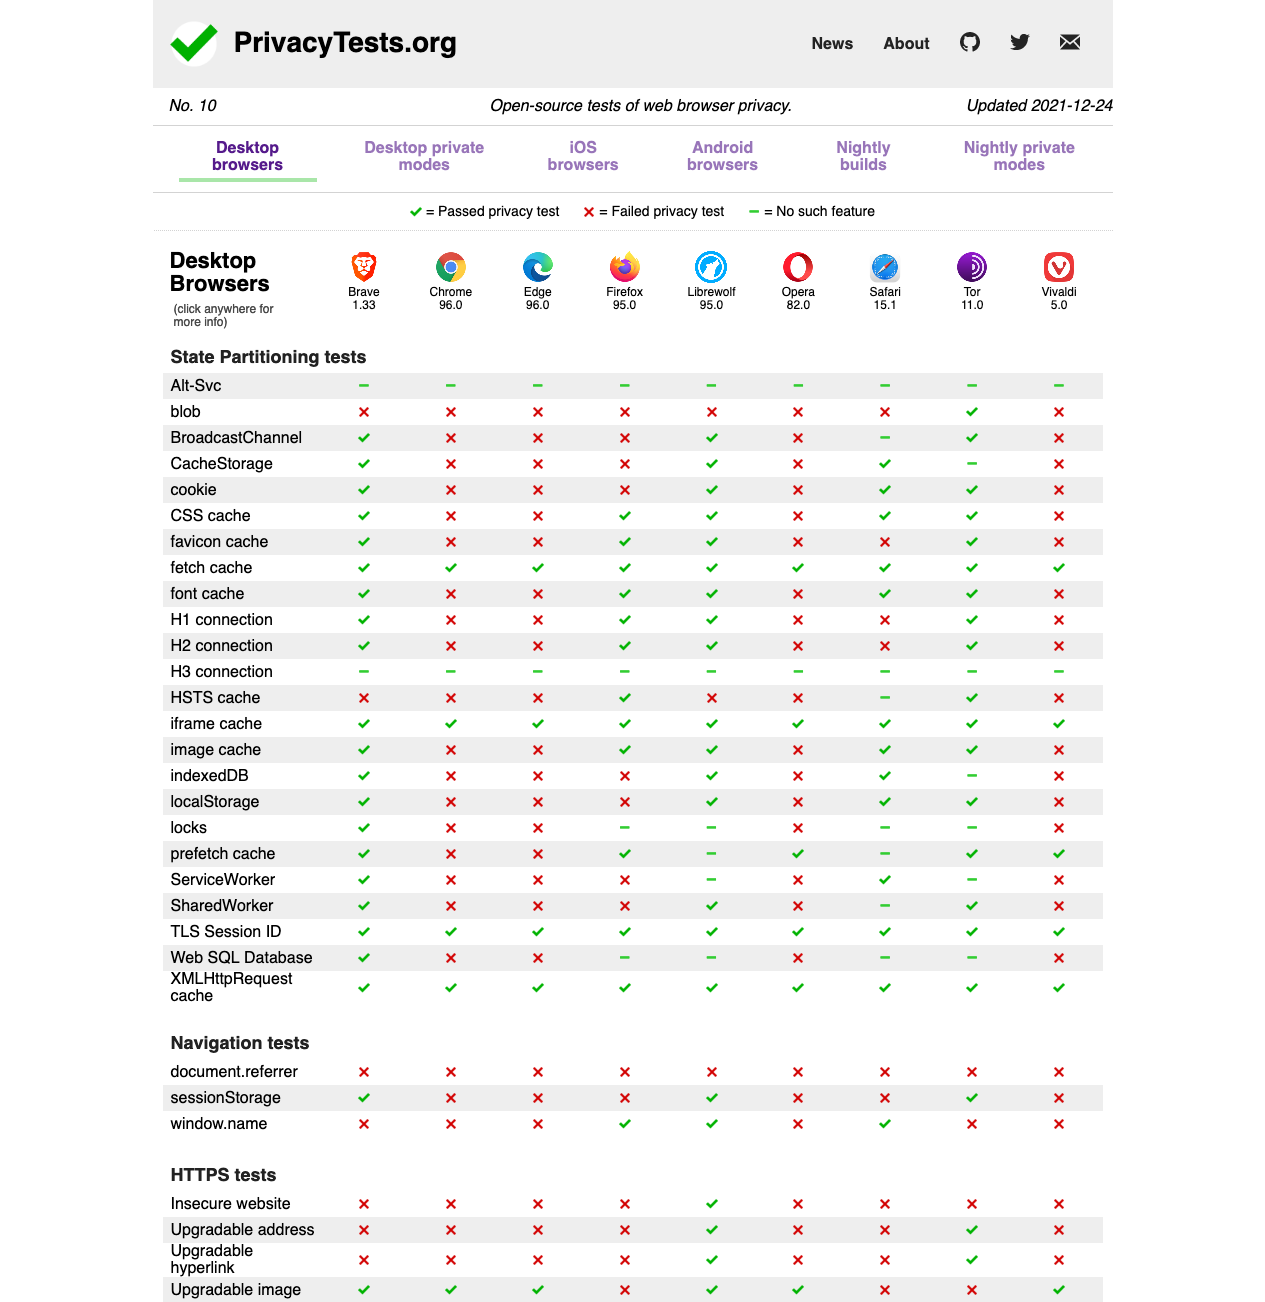 PrivacyTests.org
News About
No. 10 Open-source tests of web browser privacy. Updated 2021-12-24
Desktop browsers Desktop private modes iOS browsers Android browsers Nightly builds Nightly private modes
= Passed privacy test = Failed privacy test = No such feature
Desktop
Browsers
(click anywhere for
more info)
Brave 1.33
Chrome 96.0
Edge 96.0
Firefox 95.0
Librewolf 95.0
Opera 82.0
Safari 15.1
Tor 11.0
Vivaldi 5.0
State Partitioning tests
Alt-Svc
blob
BroadcastChannel
CacheStorage
cookie
CSS cache
favicon cache
fetch cache
font cache
H1 connection
H2 connection
H3 connection
HSTS cache
iframe cache
image cache
indexedDB
localStorage
locks
prefetch cache
ServiceWorker
SharedWorker
TLS Session ID
Web SQL Database
XMLHttpRequest
cache
Navigation tests
document.referrer
sessionStorage
window.name
HTTPS tests
Insecure website
Upgradable address
Upgradable
hyperlink
Upgradable image